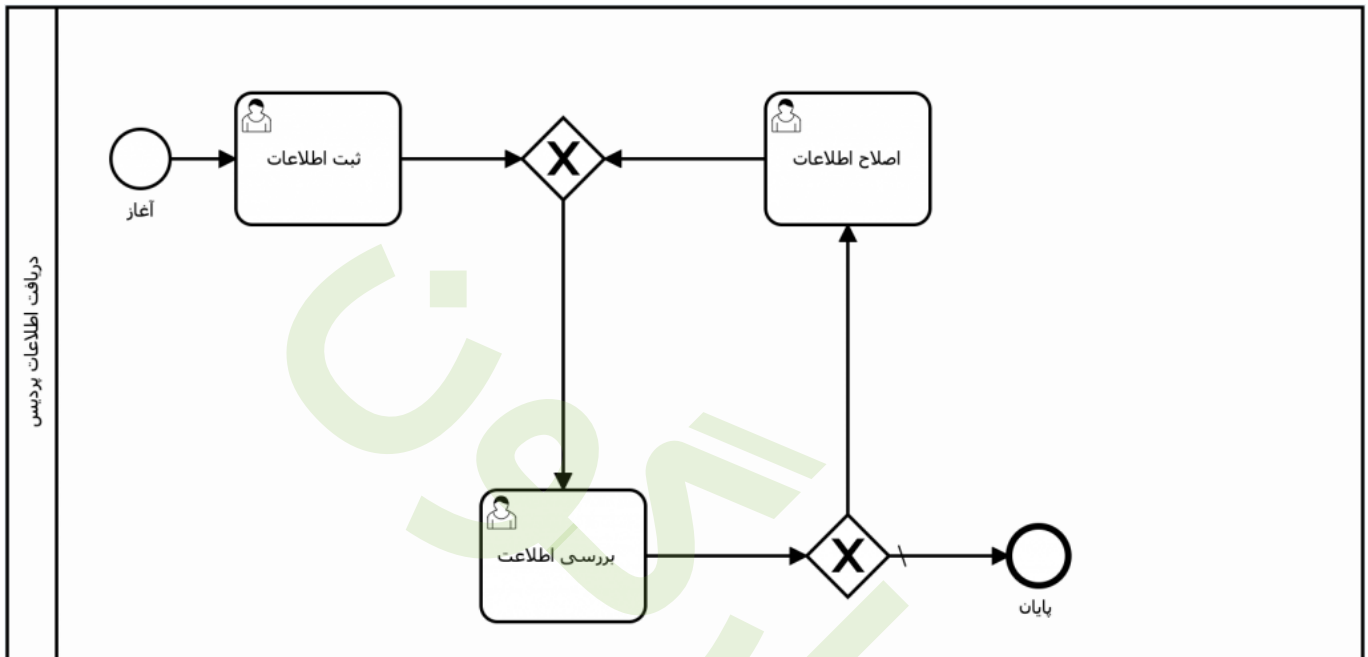 دریافت اطلاعات پردیس
آغاز
ثبت اطلاعات
اصلاح اطلاعات
بررسی اطلاعت
پایان